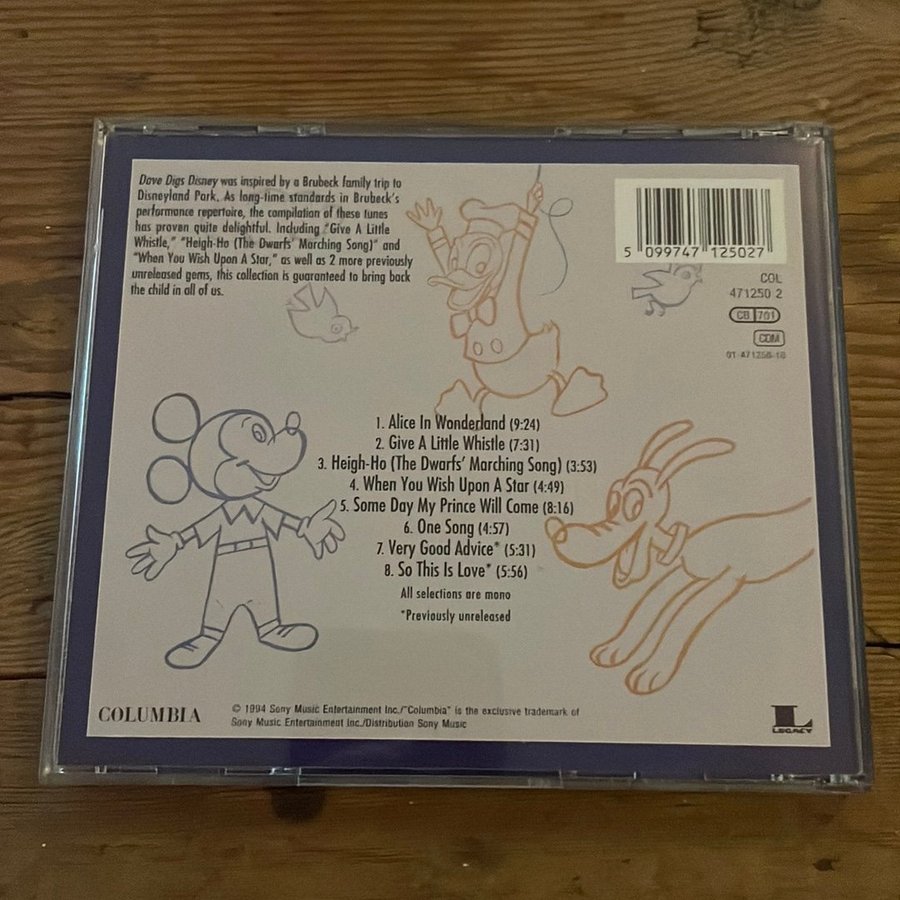 Dave Digs Disney was inspired by a Brubeck family trip to
Disneyland Park. As long-time standards in Brubeck's
performance repertoire, the compilation of these tunes
has proven quite delightful. Including "Give A Little
Whistle," "Heigh-Ho (The Dwarfs' Marching Song)" and
"When You Wish Upon A Star," as well as 2 more previously
unreleased gems, this collection is guaranteed to bring back
the child in all of us.
5 099747 125027
COL
471250 2
CB 701
CDM
01-471250-10
1. Alice In Wonderland (9:24)
2. Give A Little Whistle (7:31)
3. Heigh-Ho (The Dwarfs' Marching Song) (3:53)
4. When You Wish Upon A Star (4:49)
5. Some Day My Prince Will Come (8:16)
6. One Song (4:57)
7. Very Good Advice* (5:31)
8. So This Is Love* (5:56)
All selections are mono
*Previously unreleased
COLUMBIA
© 1994 Sony Music Entertainment Inc./"Columbia" is the exclusive trademark of
Sony Music Entertainment Inc./Distribution Sony Music
L
LEGACY